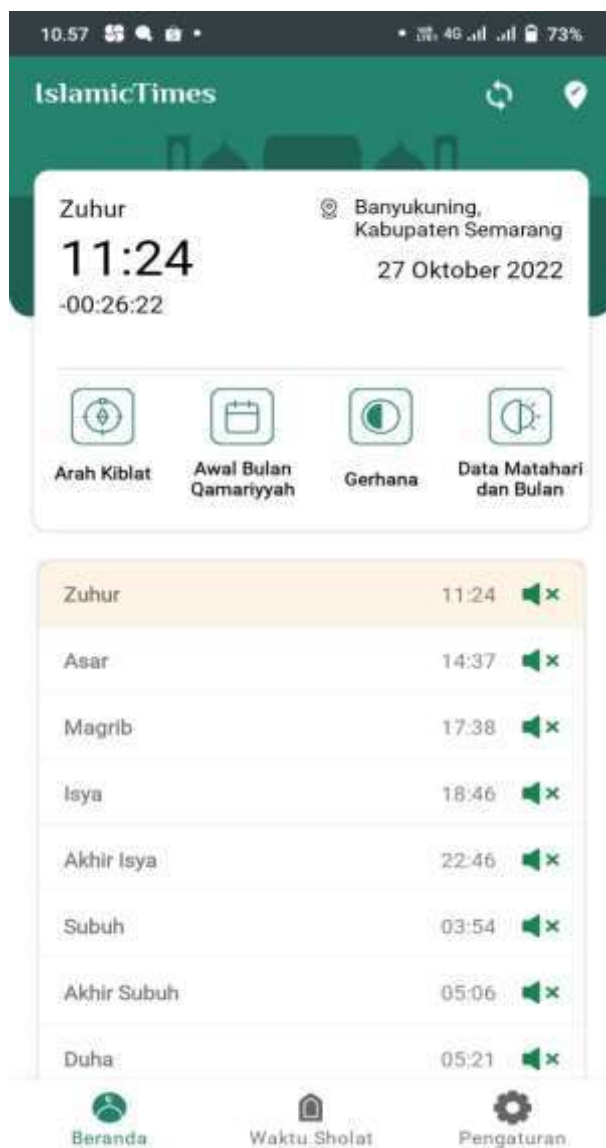 10.57
4G 73%
IslamicTimes
Zuhur
11:24
-00:26:22
Banyukuning,
Kabupaten Semarang
27 Oktober 2022
Arah Kiblat
Awal Bulan
Qamariyyah
Gerhana
Data Matahari
dan Bulan
Zuhur 11:24
Asar 14:37
Magrib 17:38
Isya 18:46
Akhir Isya 22:46
Subuh 03:54
Akhir Subuh 05:06
Duha 05:21
Beranda
Waktu Sholat
Pengaturan